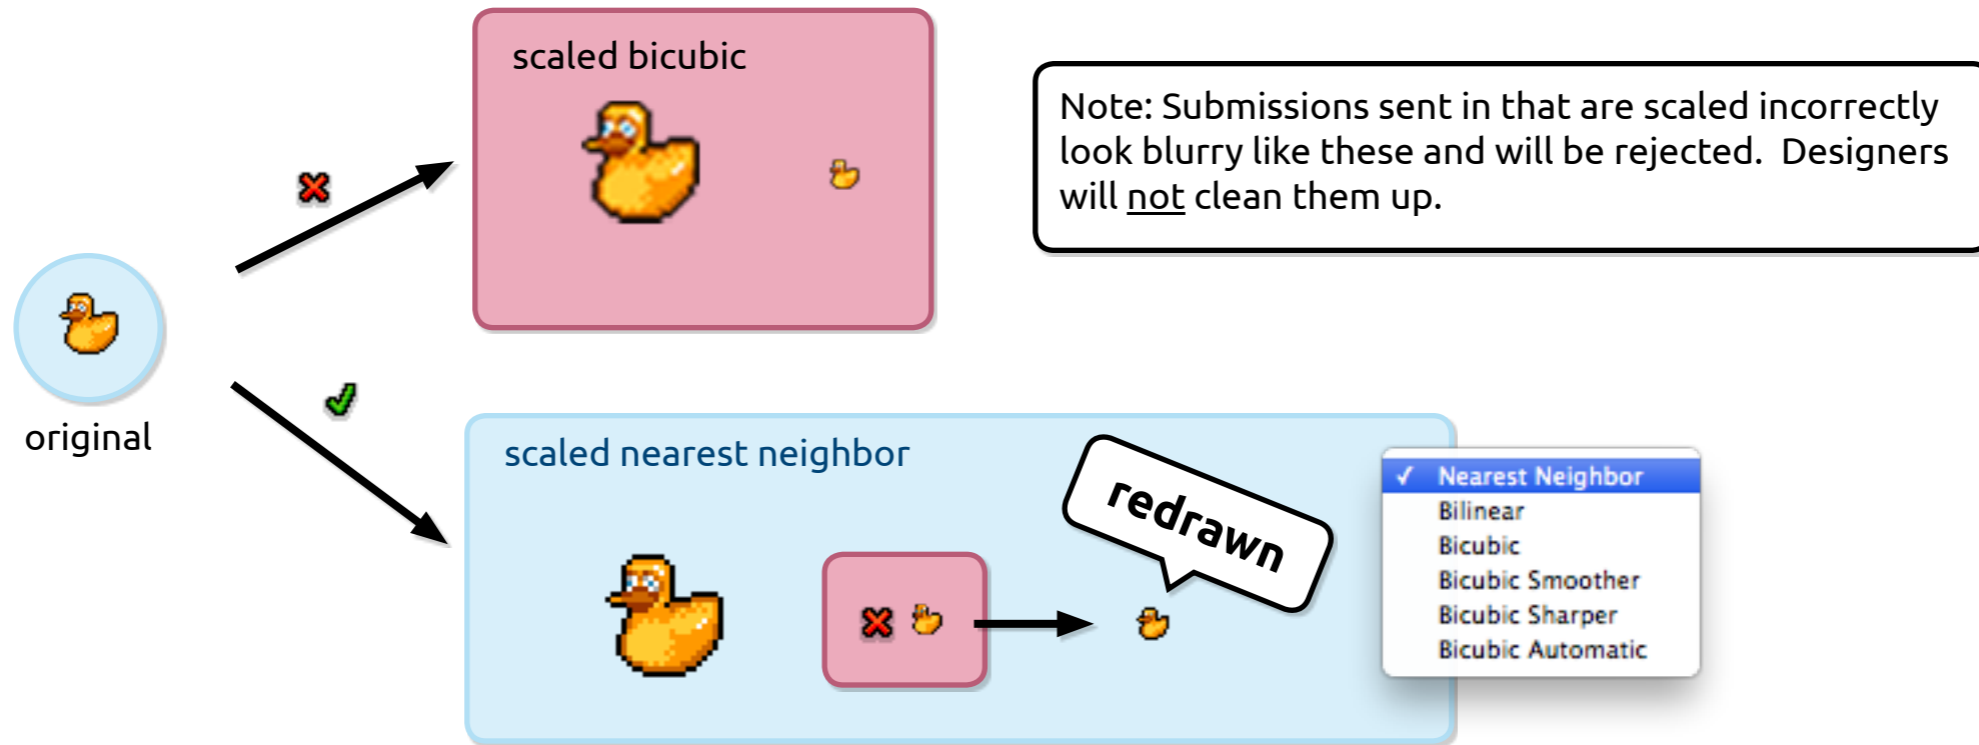 scaled bicubic
Note: Submissions sent in that are scaled incorrectly
look blurry like these and will be rejected.  Designers
will not clean them up.
original
scaled nearest neighbor
redrawn
✓ Nearest Neighbor
Bilinear
Bicubic
Bicubic Smoother
Bicubic Sharper
Bicubic Automatic